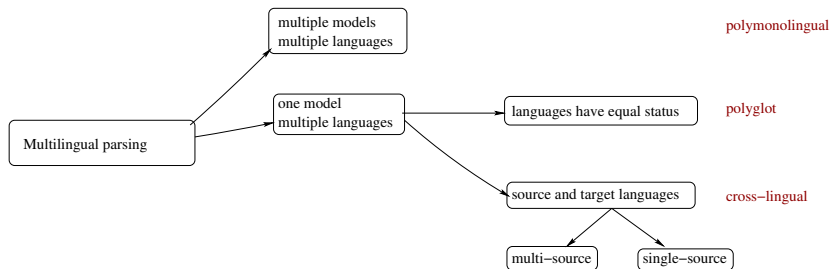 multiple models
multiple languages
polymonolingual
one model
multiple languages
languages have equal status
polyglot
Multilingual parsing
source and target languages
cross−lingual
multi−source
single−source